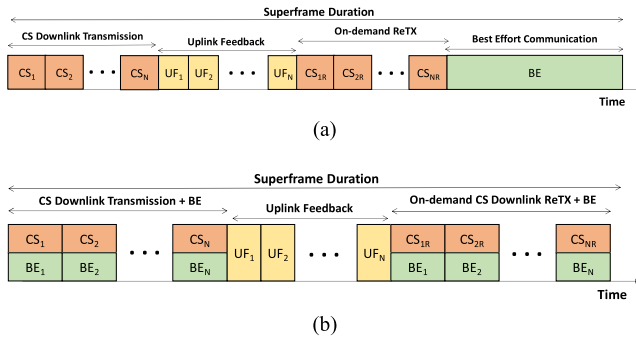 Superframe Duration
CS Downlink Transmission Uplink Feedback On-demand ReTX Best Effort Communication
CS1 CS2 • • • CSN UF1 UF2 • • • UFN CS1R CS2R • • • CSNR BE
Time
(a)
Superframe Duration
CS Downlink Transmission + BE Uplink Feedback On-demand CS Downlink ReTX + BE
CS1 CS2 CSN CS1R CS2R CSNR
• • • UF1 UF2 • • • UFN • • •
BE1 BE2 BEN BE1 BE2 BEN
Time
(b)